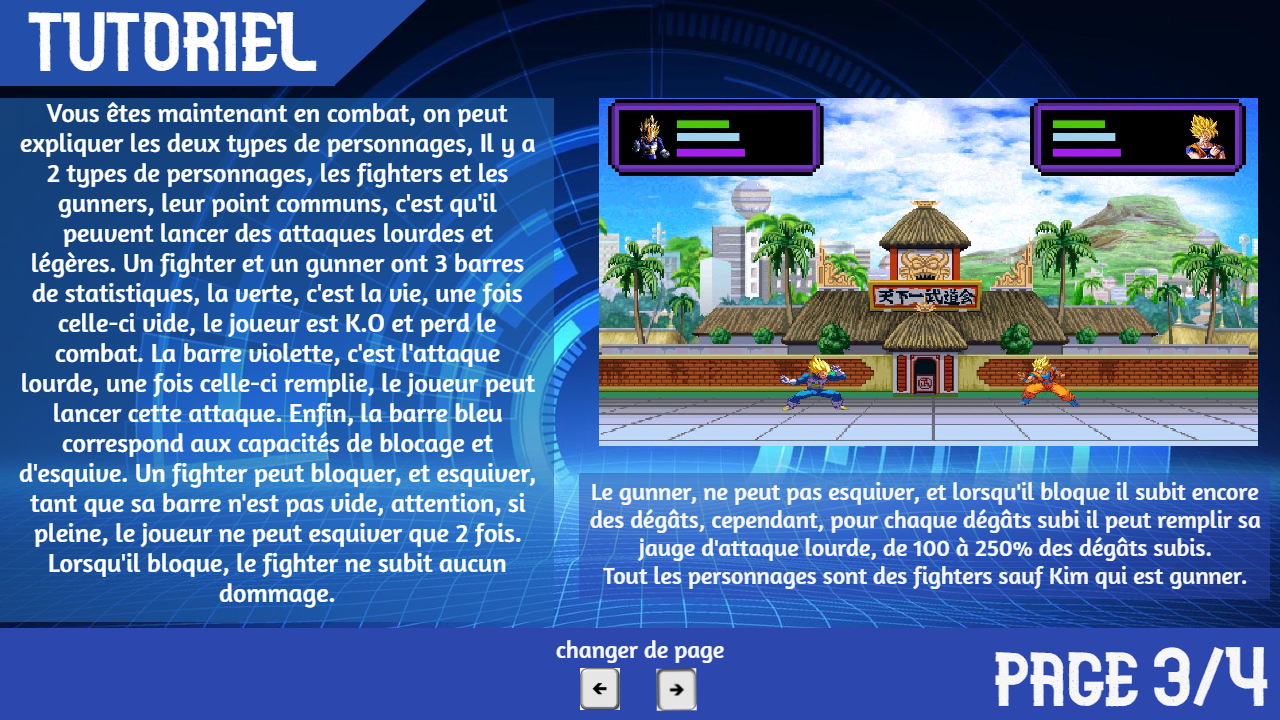 TUTORIEL
Vous êtes maintenant en combat, on peut
expliquer les deux types de personnages, Il y a
2 types de personnages, les fighters et les
gunners, leur point communs, c'est qu'il
peuvent lancer des attaques lourdes et
légères. Un fighter et un gunner ont 3 barres
de statistiques, la verte, c'est la vie, une fois
celle-ci vide, le joueur est K.O et perd le
combat. La barre violette, c'est l'attaque
lourde, une fois celle-ci remplie, le joueur peut
lancer cette attaque. Enfin, la barre bleu
correspond aux capacités de blocage et
d'esquive. Un fighter peut bloquer, et esquiver,
tant que sa barre n'est pas vide, attention, si
pleine, le joueur ne peut esquiver que 2 fois.
Lorsqu'il bloque, le fighter ne subit aucun
dommage.
天下一武道会
武
Le gunner, ne peut pas esquiver, et lorsqu'il bloque il subit encore
des dégâts, cependant, pour chaque dégâts subi il peut remplir sa
jauge d'attaque lourde, de 100 à 250% des dégâts subis.
Tout les personnages sont des fighters sauf Kim qui est gunner.
changer de page
← →
PAGE 3/4